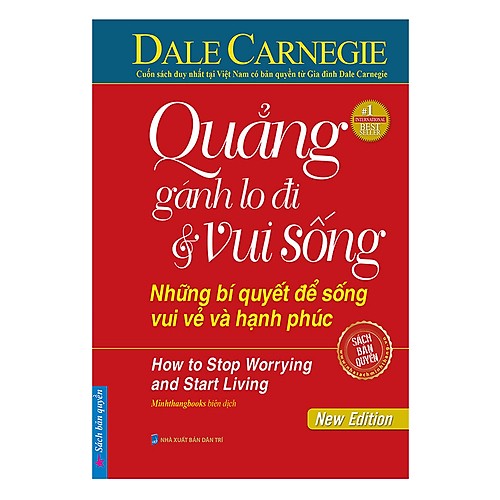 DALE CARNEGIE
Cuốn sách duy nhất tại Việt Nam có bản quyền từ Gia đình Dale Carnegie
Quẳng
#1
INTERNATIONAL
BEST
SELLER
gánh lo đi
& vui sống
Những bí quyết để sống
vui vẻ và hạnh phúc
SÁCH
BẢN QUYỀN
How to Stop Worrying
and Start Living
Minhthangbooks biên dịch
New Edition
Sách bản quyền
NHÀ XUẤT BẢN DÂN TRÍ